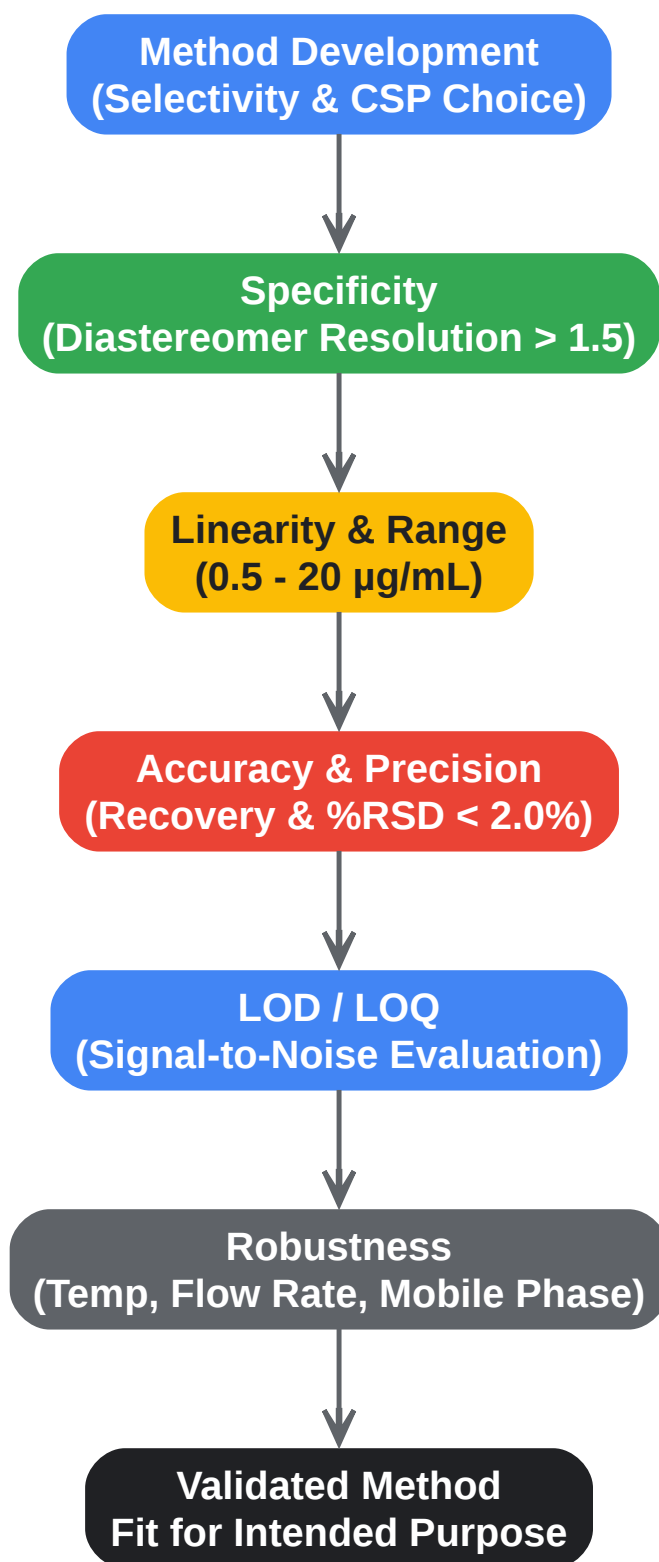 Method Development
(Selectivity & CSP Choice)
Specificity
(Diastereomer Resolution > 1.5)
Linearity & Range
(0.5 - 20 µg/mL)
Accuracy & Precision
(Recovery & %RSD < 2.0%)
LOD / LOQ
(Signal-to-Noise Evaluation)
Robustness
(Temp, Flow Rate, Mobile Phase)
Validated Method
Fit for Intended Purpose